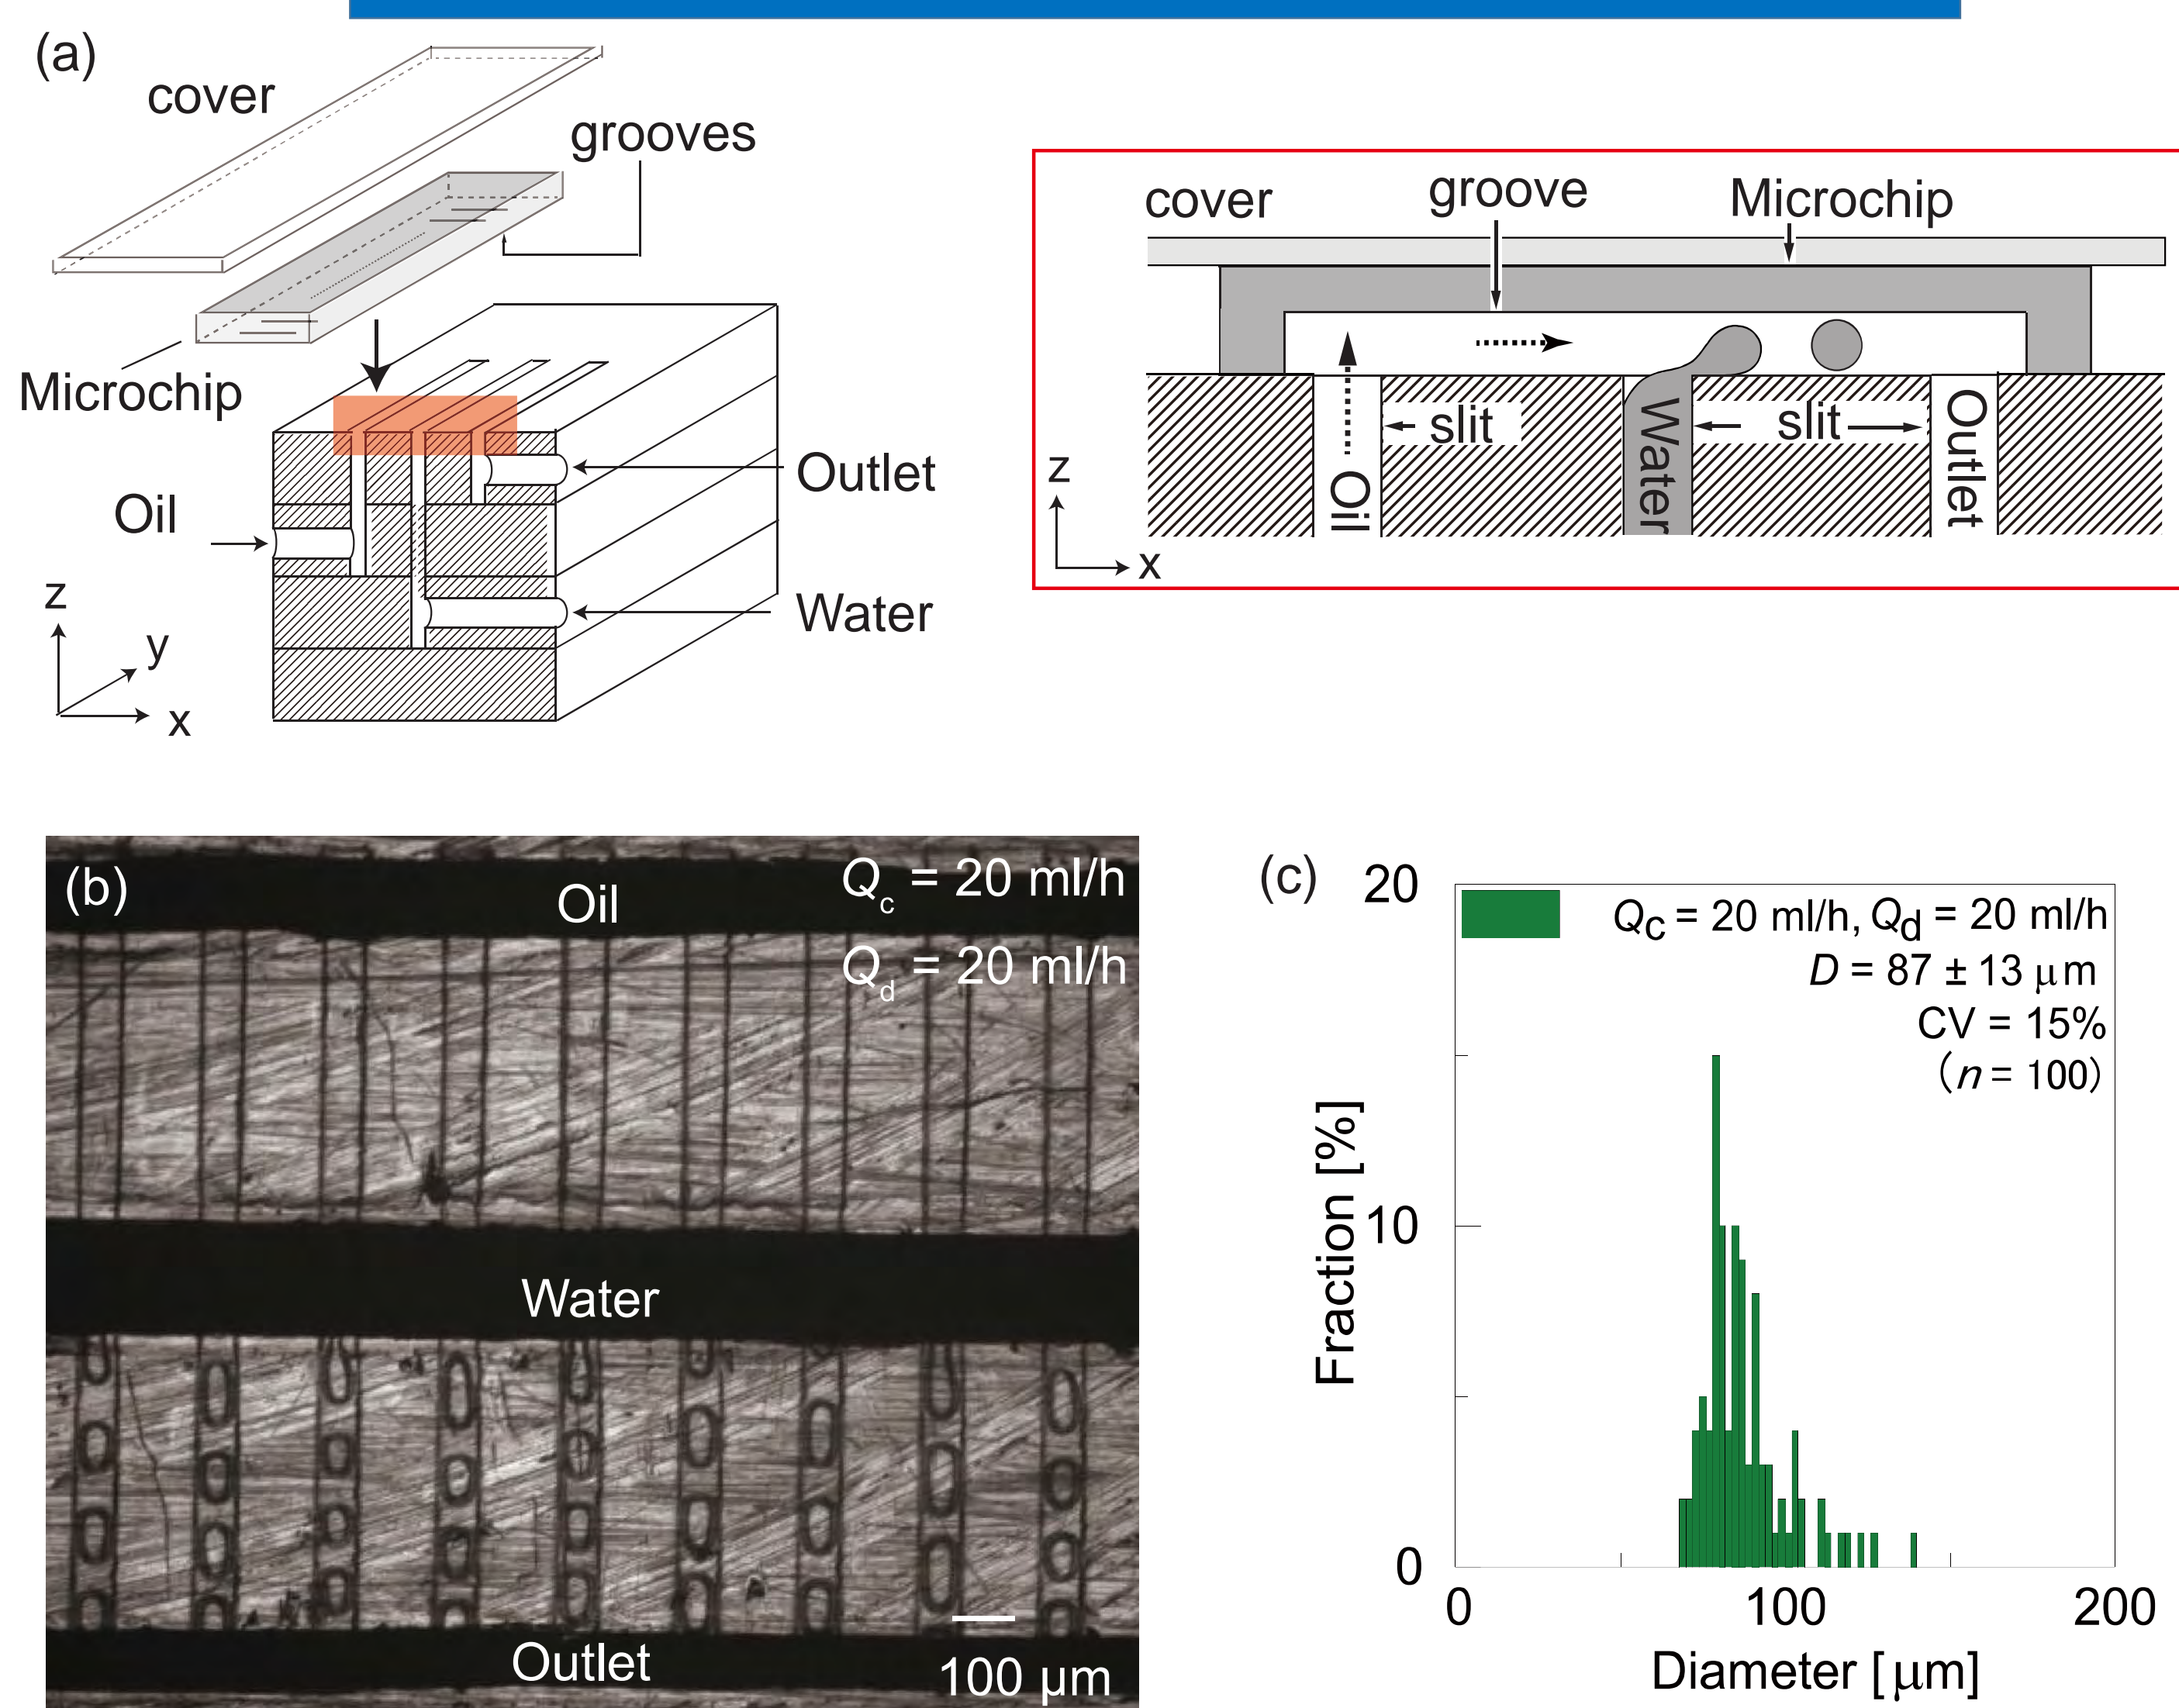 (a)
cover
grooves
Microchip
Oil
Outlet
Water
z
y
x
cover
groove
Microchip
slit
slit
Oil
Water
Outlet
z
x
(b)
Oil
Qc = 20 ml/h
Qd = 20 ml/h
Water
Outlet
100 μm
(c)
Qc = 20 ml/h, Qd = 20 ml/h
D = 87 ± 13 μm
CV = 15%
(n = 100)
Fraction [%]
20
10
0
0 100 200
Diameter [μm]